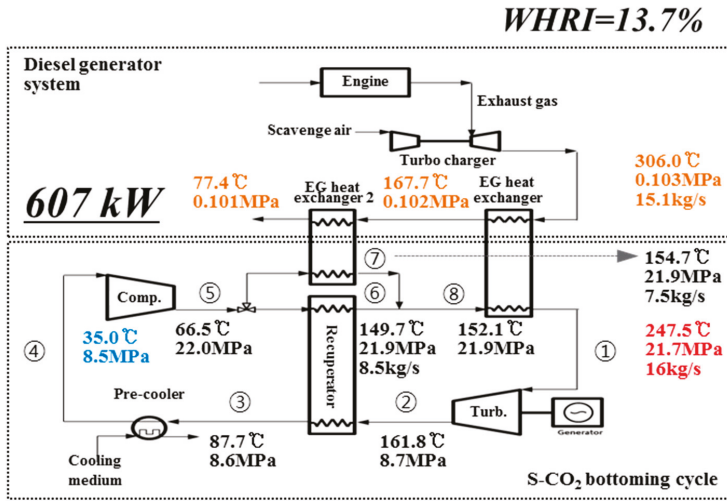 WHRI=13.7%
Diesel generator
system
Engine
Exhaust gas
Scavenge air
Turbo charger
607 kW
77.4℃
0.101MPa
EG heat
exchanger 2
167.7℃
0.102MPa
EG heat
exchanger
306.0℃
0.103MPa
15.1kg/s
⑦
154.7℃
21.9MPa
7.5kg/s
Comp.
⑤
⑥
⑧
④
35.0℃
8.5MPa
66.5℃
22.0MPa
Recuperator
149.7℃
21.9MPa
8.5kg/s
152.1℃
21.9MPa
①
247.5℃
21.7MPa
16kg/s
Pre-cooler
③
②
Turb.
Generator
87.7℃
8.6MPa
161.8℃
8.7MPa
Cooling
medium
S-CO₂ bottoming cycle